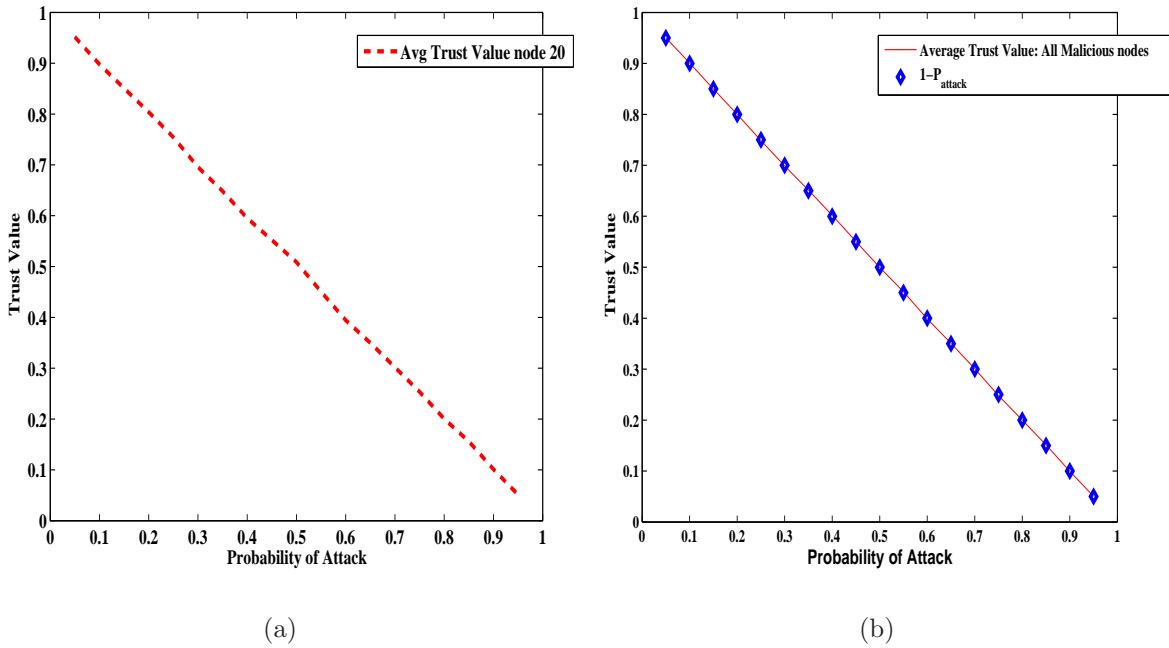 1
0.9
0.8
0.7
0.6
0.5
0.4
0.3
0.2
0.1
0
Trust Value
Avg Trust Value node 20
0 0.1 0.2 0.3 0.4 0.5 0.6 0.7 0.8 0.9 1
Probability of Attack
(a)
1
0.9
0.8
0.7
0.6
0.5
0.4
0.3
0.2
0.1
0
Trust Value
Average Trust Value: All Malicious nodes
1−P_attack
0 0.1 0.2 0.3 0.4 0.5 0.6 0.7 0.8 0.9 1
Probability of Attack
(b)